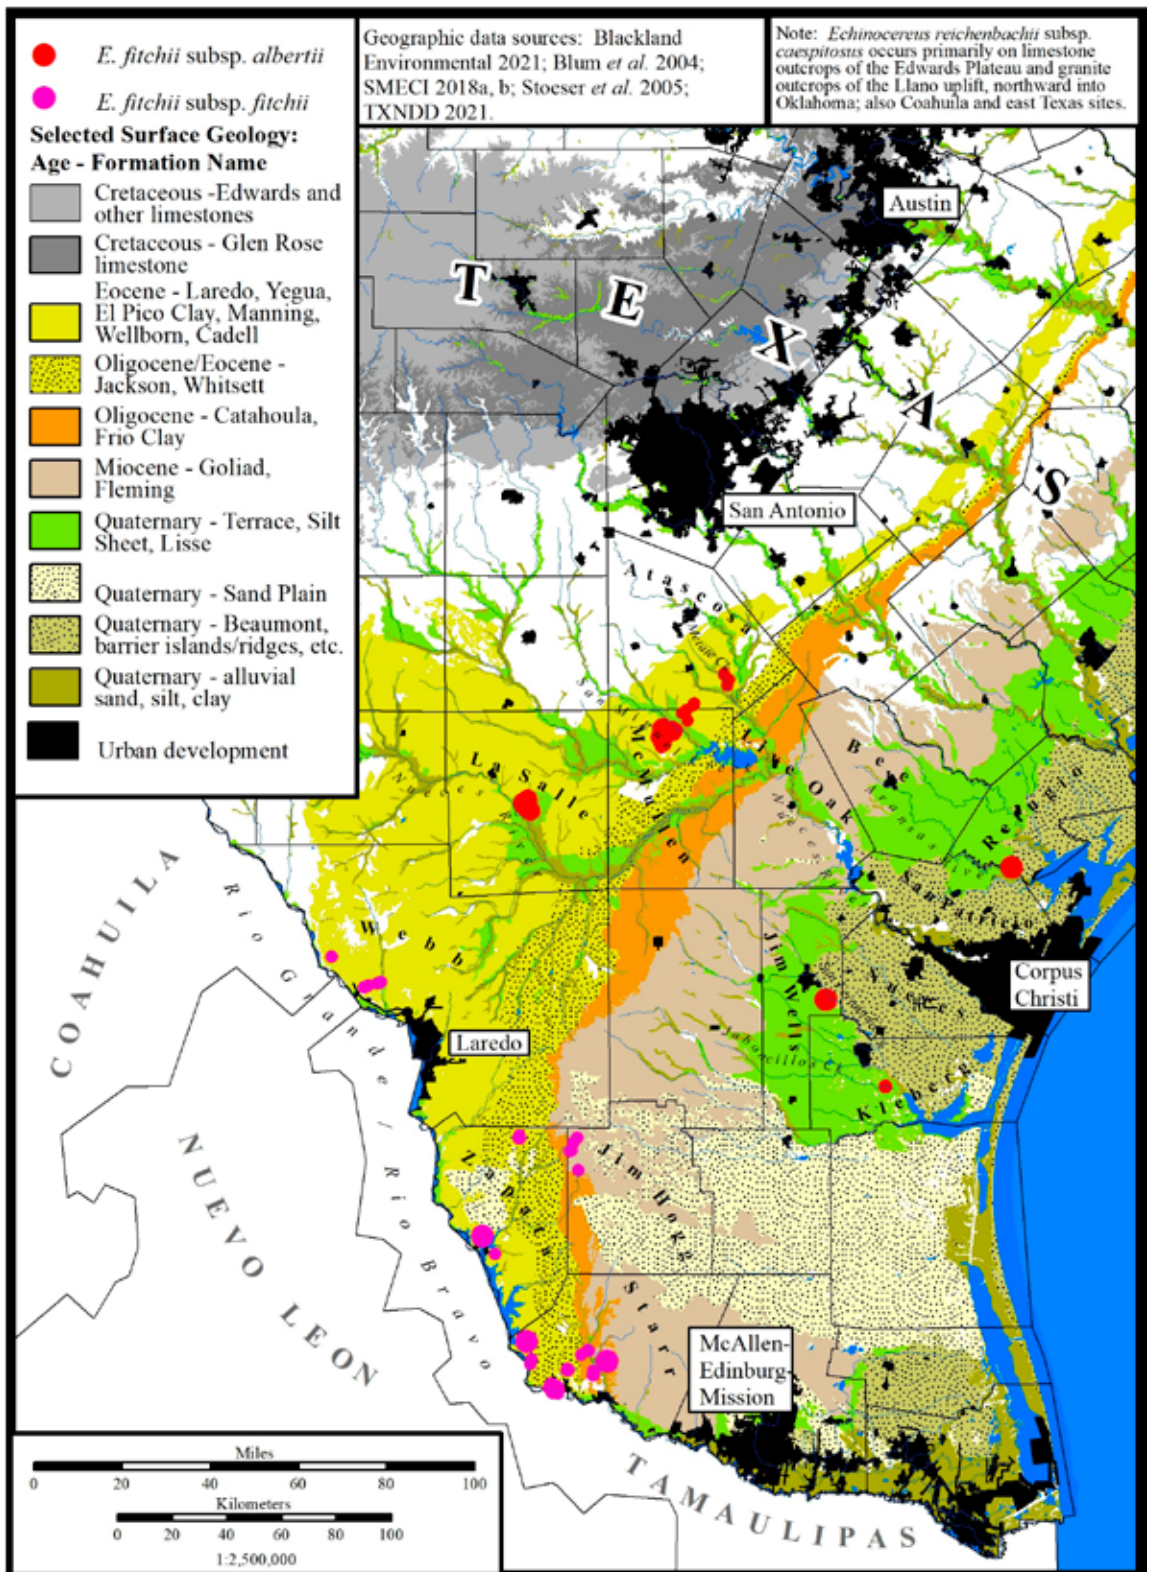 E. fitchii subsp. albertii
E. fitchii subsp. fitchii
Selected Surface Geology:
Age - Formation Name
Cretaceous -Edwards and
other limestones
Cretaceous - Glen Rose
limestone
Eocene - Laredo, Yegua,
El Pico Clay, Manning,
Wellborn, Cadell
Oligocene/Eocene -
Jackson, Whitsett
Oligocene - Catahoula,
Frio Clay
Miocene - Goliad,
Fleming
Quaternary - Terrace, Silt
Sheet, Lisse
Quaternary - Sand Plain
Quaternary - Beaumont,
barrier islands/ridges, etc.
Quaternary - alluvial
sand, silt, clay
Urban development
Geographic data sources: Blackland
Environmental 2021; Blum et al. 2004;
SMECI 2018a, b; Stoeser et al. 2005;
TXNDD 2021.
Note: Echinocereus reichenbachii subsp.
caespitosus occurs primarily on limestone
outcrops of the Edwards Plateau and granite
outcrops of the Llano uplift, northward into
Oklahoma; also Coahuila and east Texas sites.
Austin
TEXAS
San Antonio
Atascosa
San
McMullen
La Salle
Nueces
Live Oak
Nueces
Bee
Refugio
San Patricio
Webb
Jim Wells
Nueces
Corpus
Christi
Laredo
Kleberg
COAHUILA
Rio Grande/Rio Bravo
NUEVO LEON
Zapata
Jim Hogg
Starr
McAllen-
Edinburg-
Mission
TAMAULIPAS
Miles
0 20 40 60 80 100
Kilometers
0 20 40 60 80 100
1:2,500,000